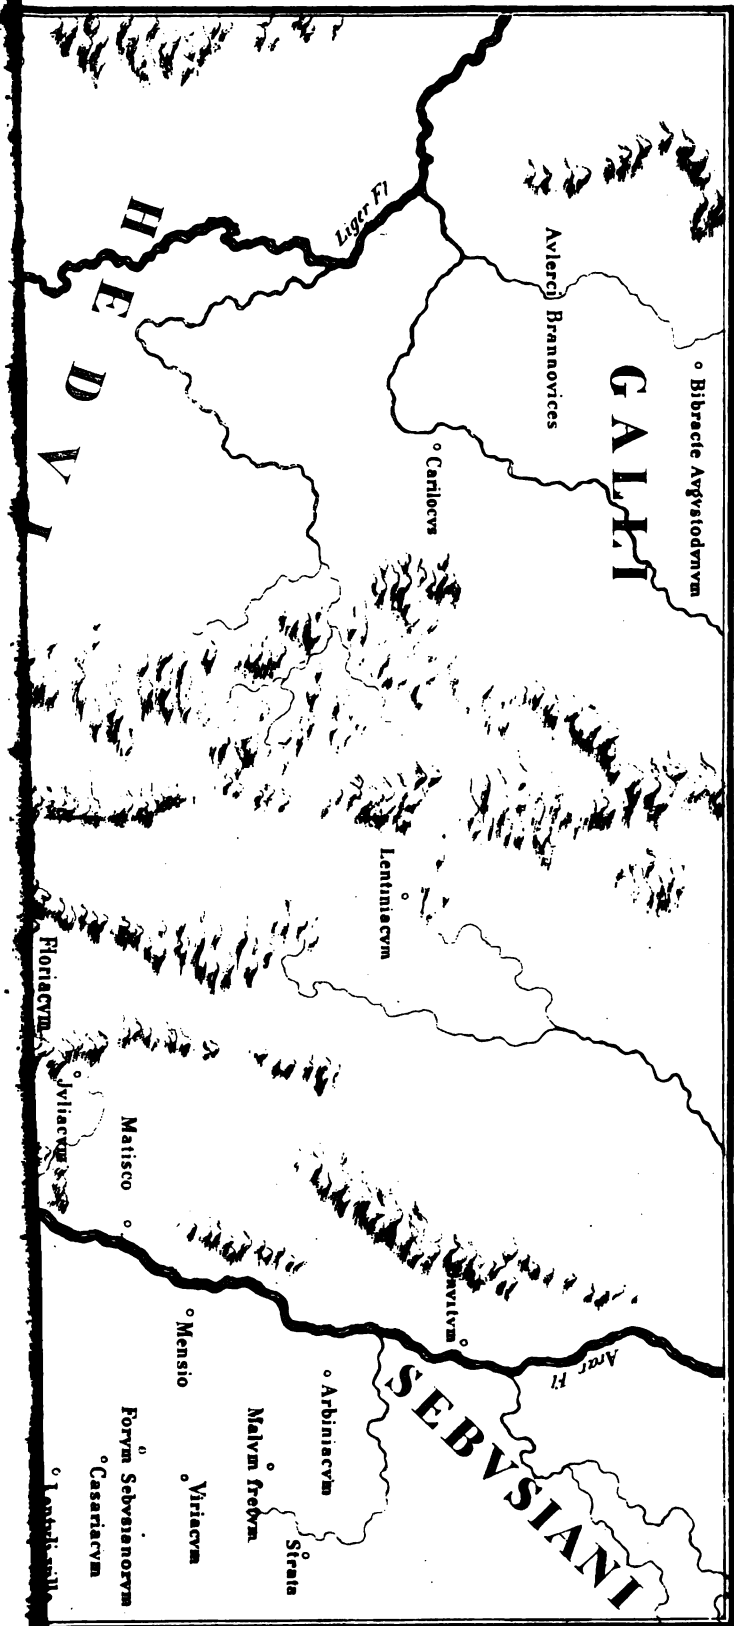 HEDVI
GALLI
SEBVSIANI
Liger Fl
Avlerci Brannovices
Bibracte Avgvstodvnvm
Carilocvs
Lentiniacvm
Floriacvm
Jvliacvm
Matisco
Arar Fl
Mensio
Arbiniacvm
Malvm fretvm
Forvm Sebvsianorvm
Casariacvm
Viriacvm
Strata